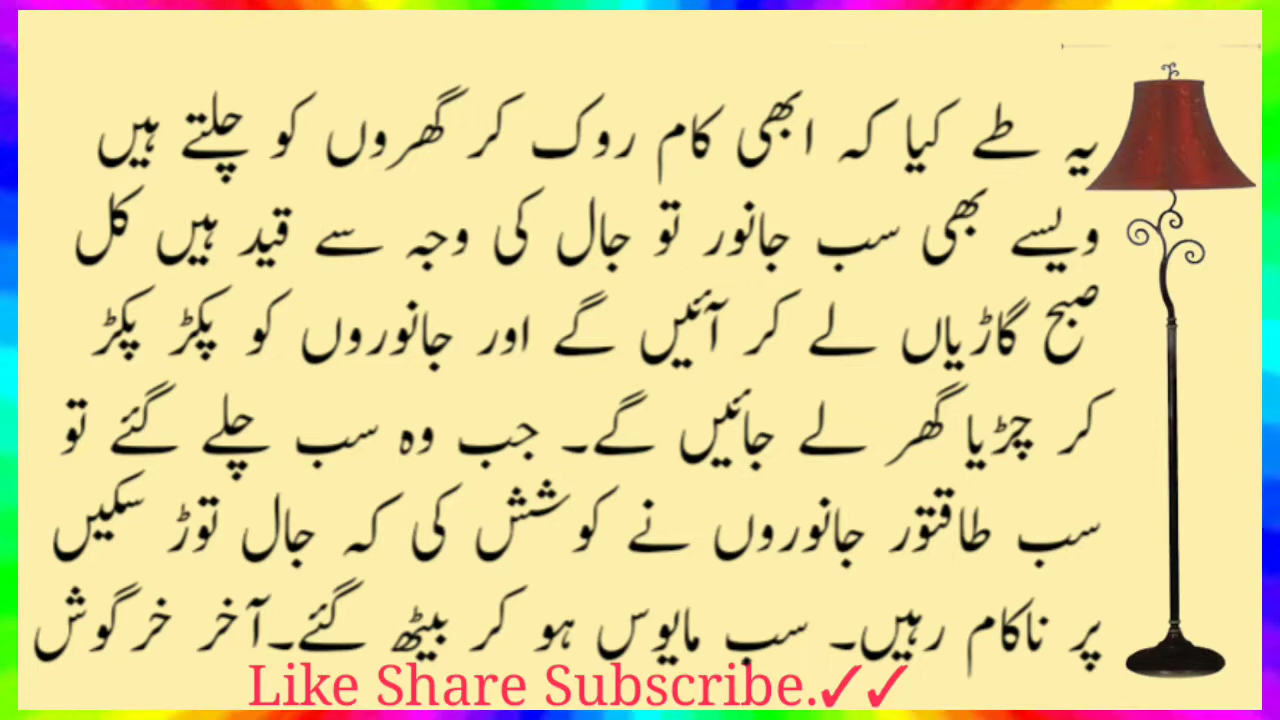 یہ طے کیا کہ ابھی کام روک کر گھروں کو چلتے ہیں
ویسے بھی سب جانور تو جال کی وجہ سے قید ہیں کل
صبح گاڑیاں لے کر آئیں گے اور جانوروں کو پکڑ پکڑ
کر چڑیا گھر لے جائیں گے۔ جب وہ سب چلے گئے تو
سب طاقتور جانوروں نے کوشش کی کہ جال توڑ سکیں
پر ناکام رہیں۔ سب مایوس ہو کر بیٹھ گئے۔آخر خرگوش
Like Share Subscribe.✓✓